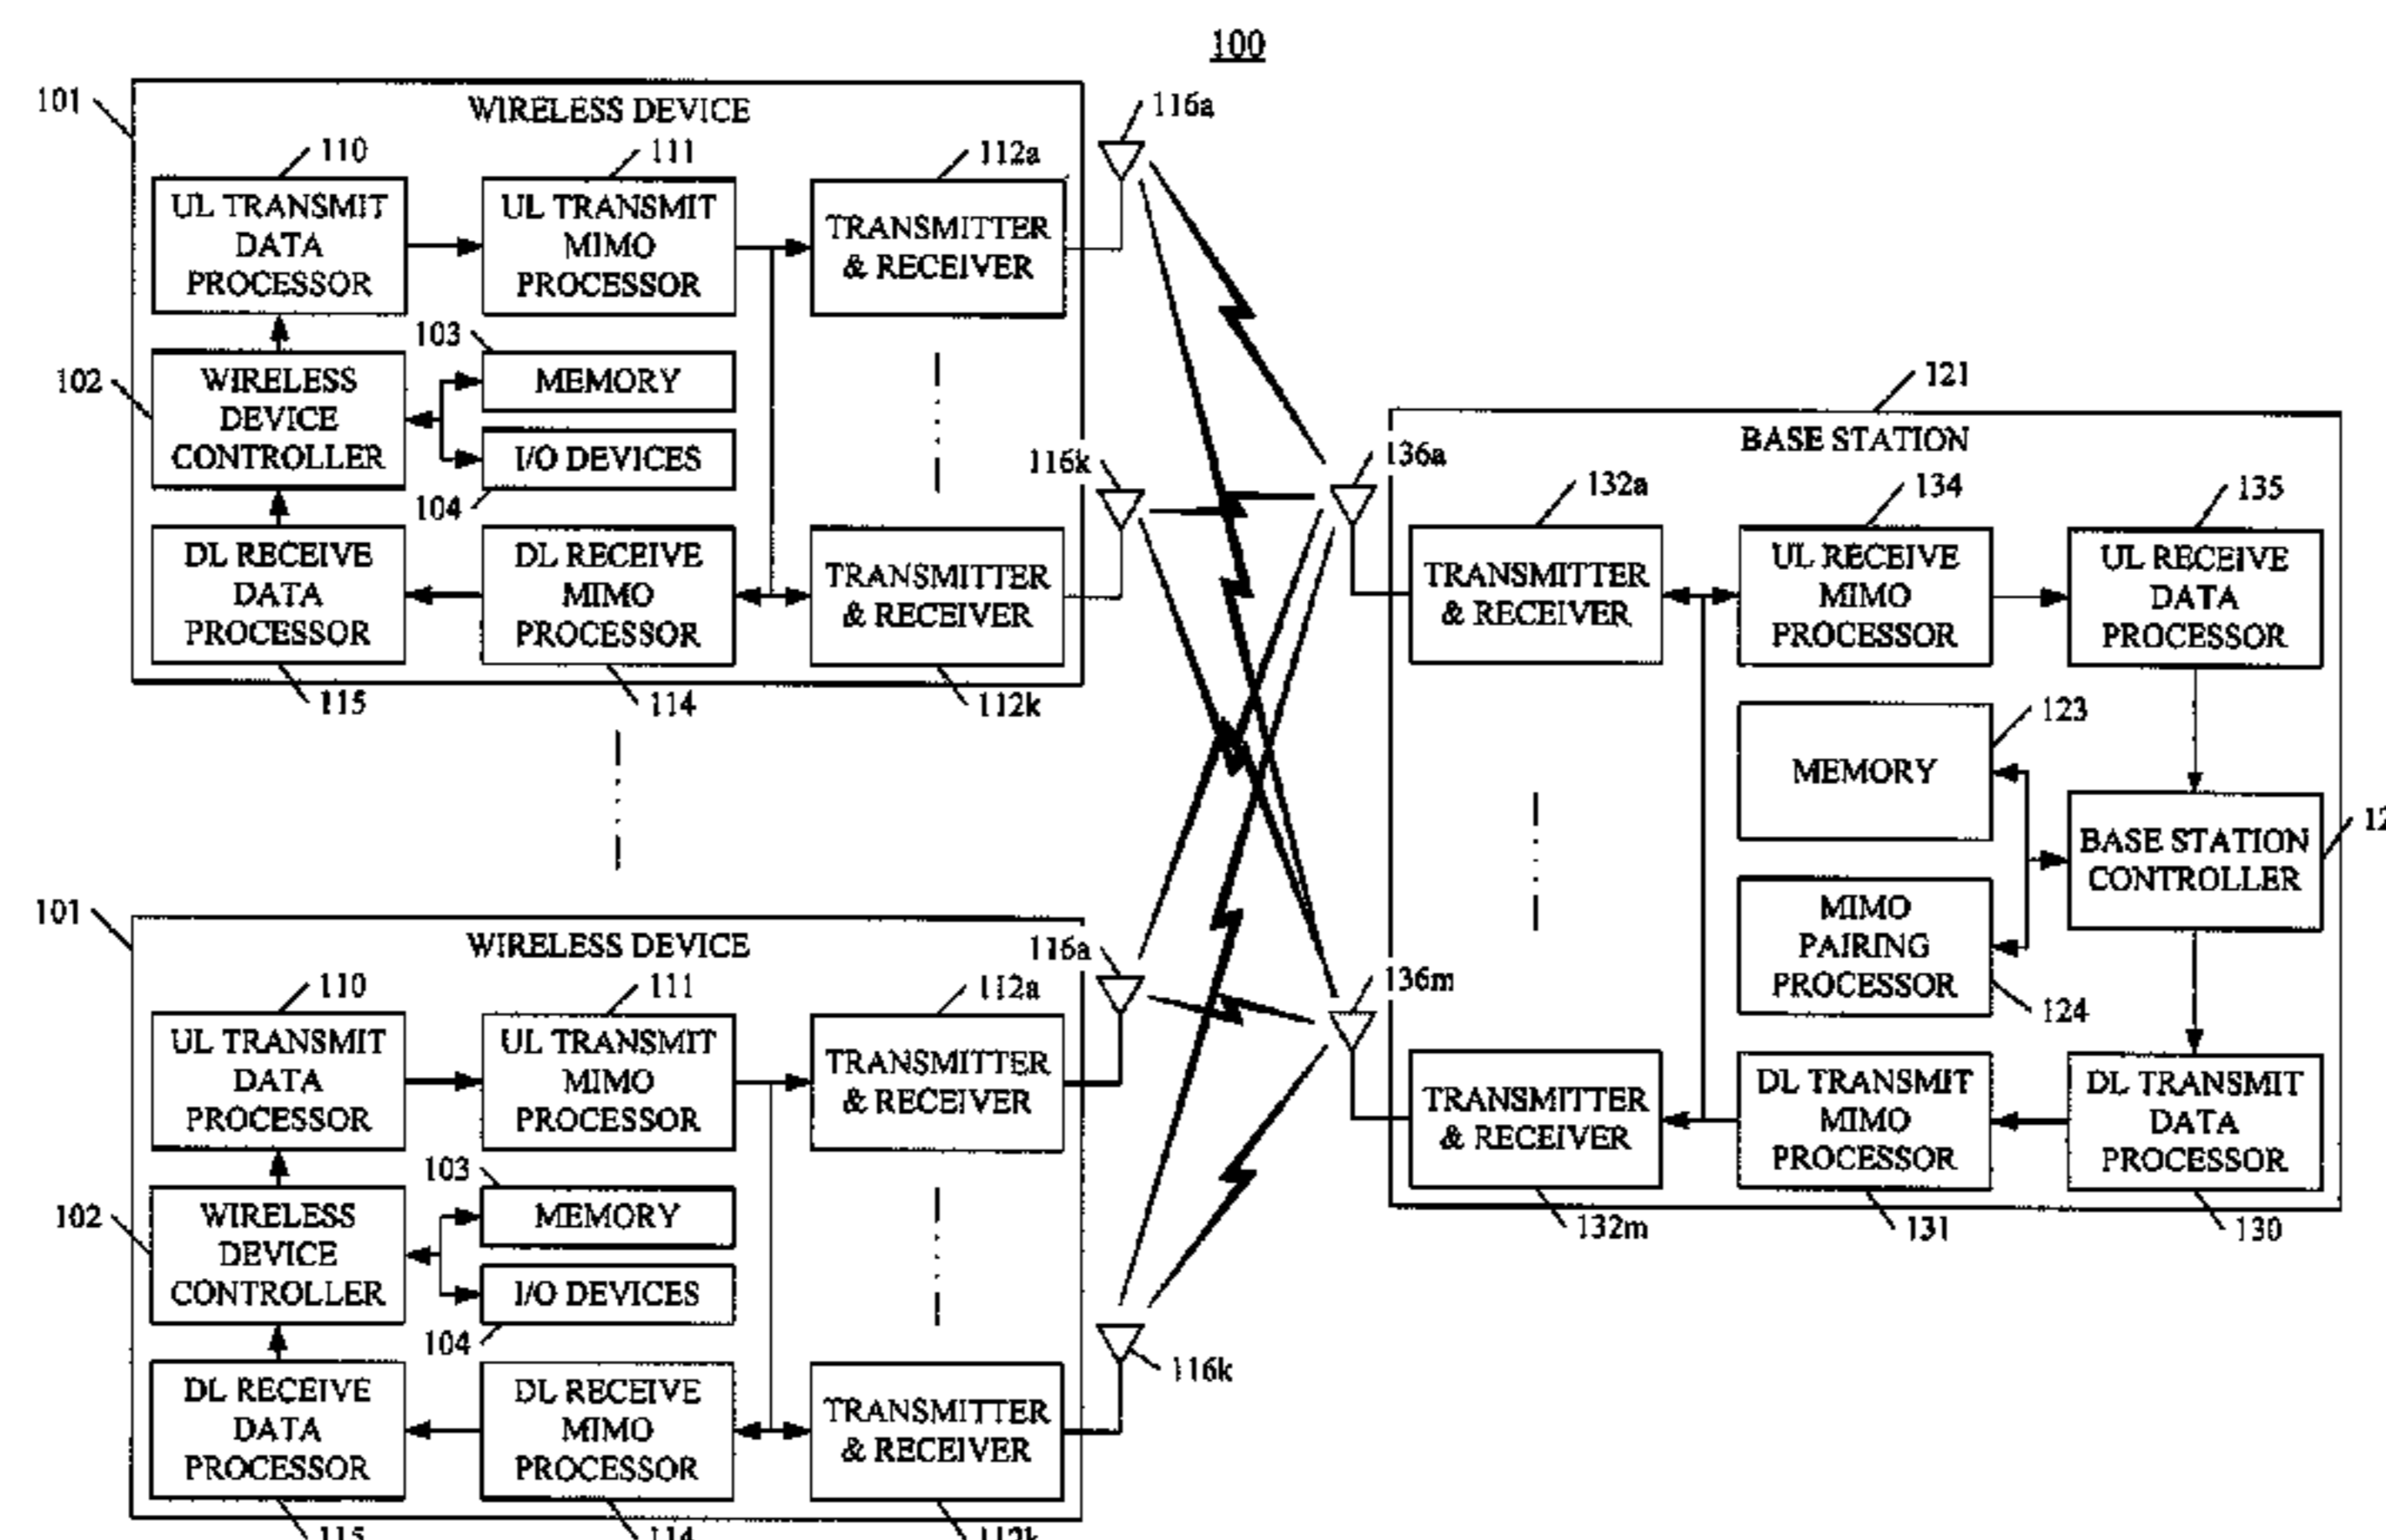 100
101
WIRELESS DEVICE
116a
110
111
112a
UL TRANSMIT
DATA
PROCESSOR
UL TRANSMIT
MIMO
PROCESSOR
TRANSMITTER
& RECEIVER
103
102
WIRELESS
DEVICE
CONTROLLER
MEMORY
I/O DEVICES
104
116k
DL RECEIVE
DATA
PROCESSOR
DL RECEIVE
MIMO
PROCESSOR
TRANSMITTER
& RECEIVER
115
114
112k
121
BASE STATION
136a
132a
134
135
TRANSMITTER
& RECEIVER
UL RECEIVE
MIMO
PROCESSOR
UL RECEIVE
DATA
PROCESSOR
123
MEMORY
BASE STATION
CONTROLLER
MIMO
PAIRING
PROCESSOR
124
136m
TRANSMITTER
& RECEIVER
DL TRANSMIT
MIMO
PROCESSOR
DL TRANSMIT
DATA
PROCESSOR
132m
131
130
101
WIRELESS DEVICE
116a
110
111
112a
UL TRANSMIT
DATA
PROCESSOR
UL TRANSMIT
MIMO
PROCESSOR
TRANSMITTER
& RECEIVER
103
102
WIRELESS
DEVICE
CONTROLLER
MEMORY
I/O DEVICES
104
116k
DL RECEIVE
DATA
PROCESSOR
DL RECEIVE
MIMO
PROCESSOR
TRANSMITTER
& RECEIVER
115
114
112k